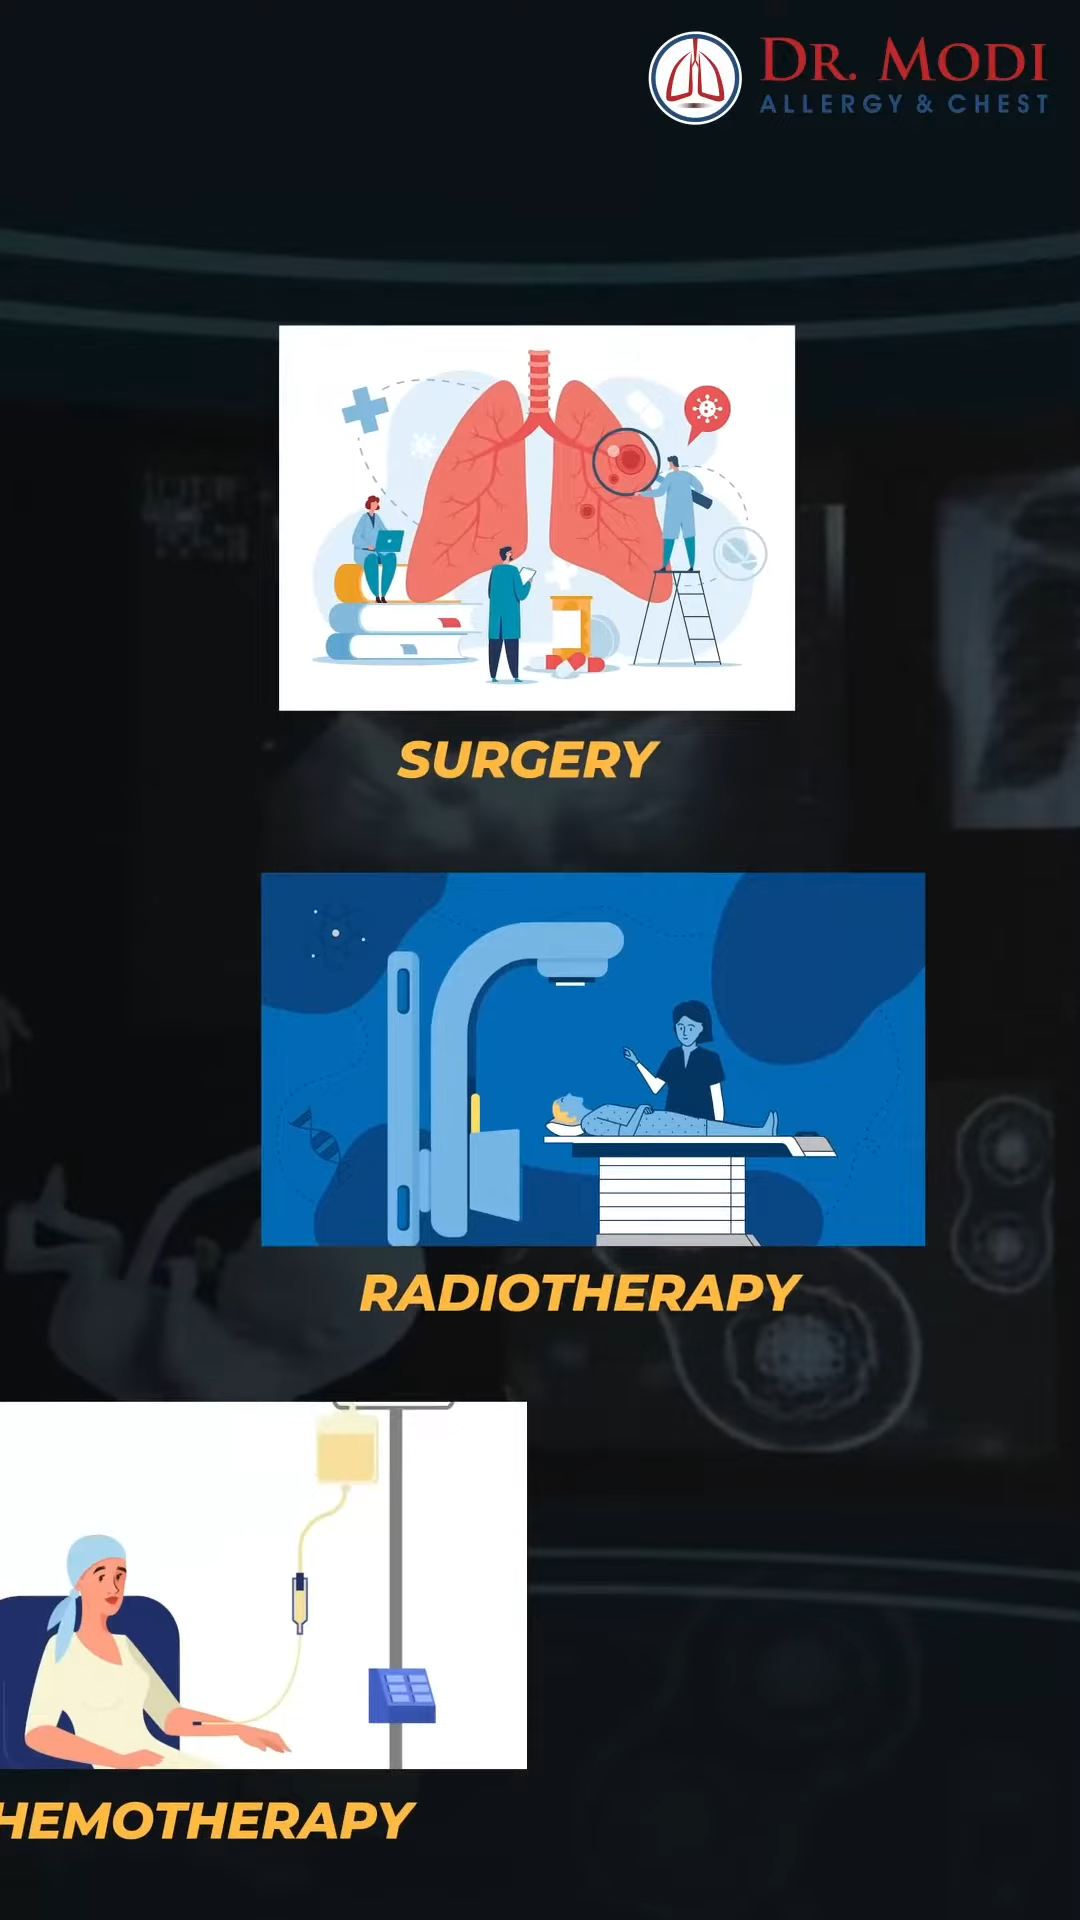 DR. MODI
ALLERGY & CHEST
SURGERY
RADIOTHERAPY
HEMOTHERAPY